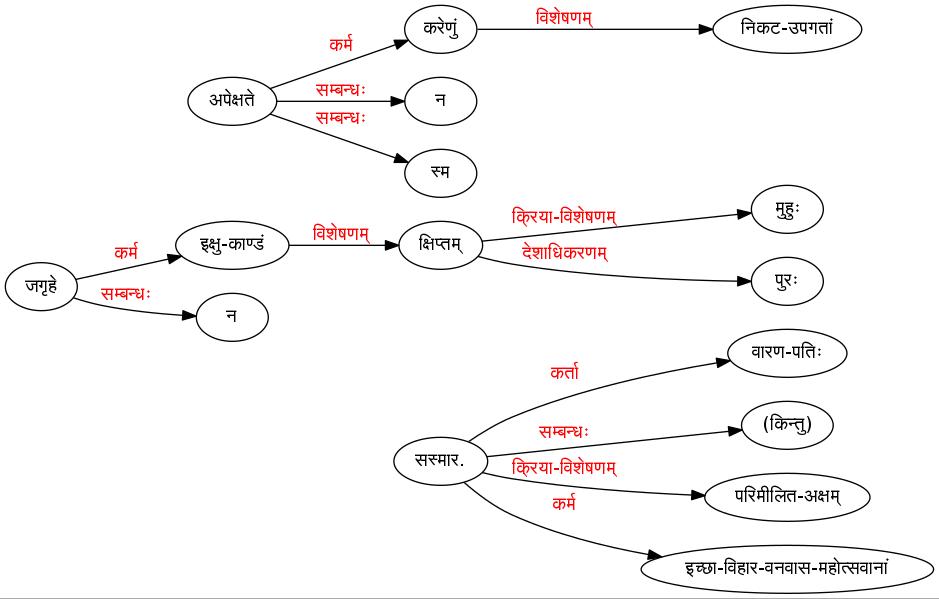 करेणुं
विशेषणम्
निकट-उपगतां
कर्म
अपेक्षते
सम्बन्धः
न
सम्बन्धः
स्म
मुहुः
क्रिया-विशेषणम्
इक्षु-काण्डं
विशेषणम्
क्षिप्तम्
कर्म
देशाधिकरणम्
जगृहे
पुरः
सम्बन्धः
न
वारण-पतिः
कर्ता
(किन्तु)
सम्बन्धः
सस्मार.
क्रिया-विशेषणम्
परिमीलित-अक्षम्
कर्म
इच्छा-विहार-वनवास-महोत्सवानां